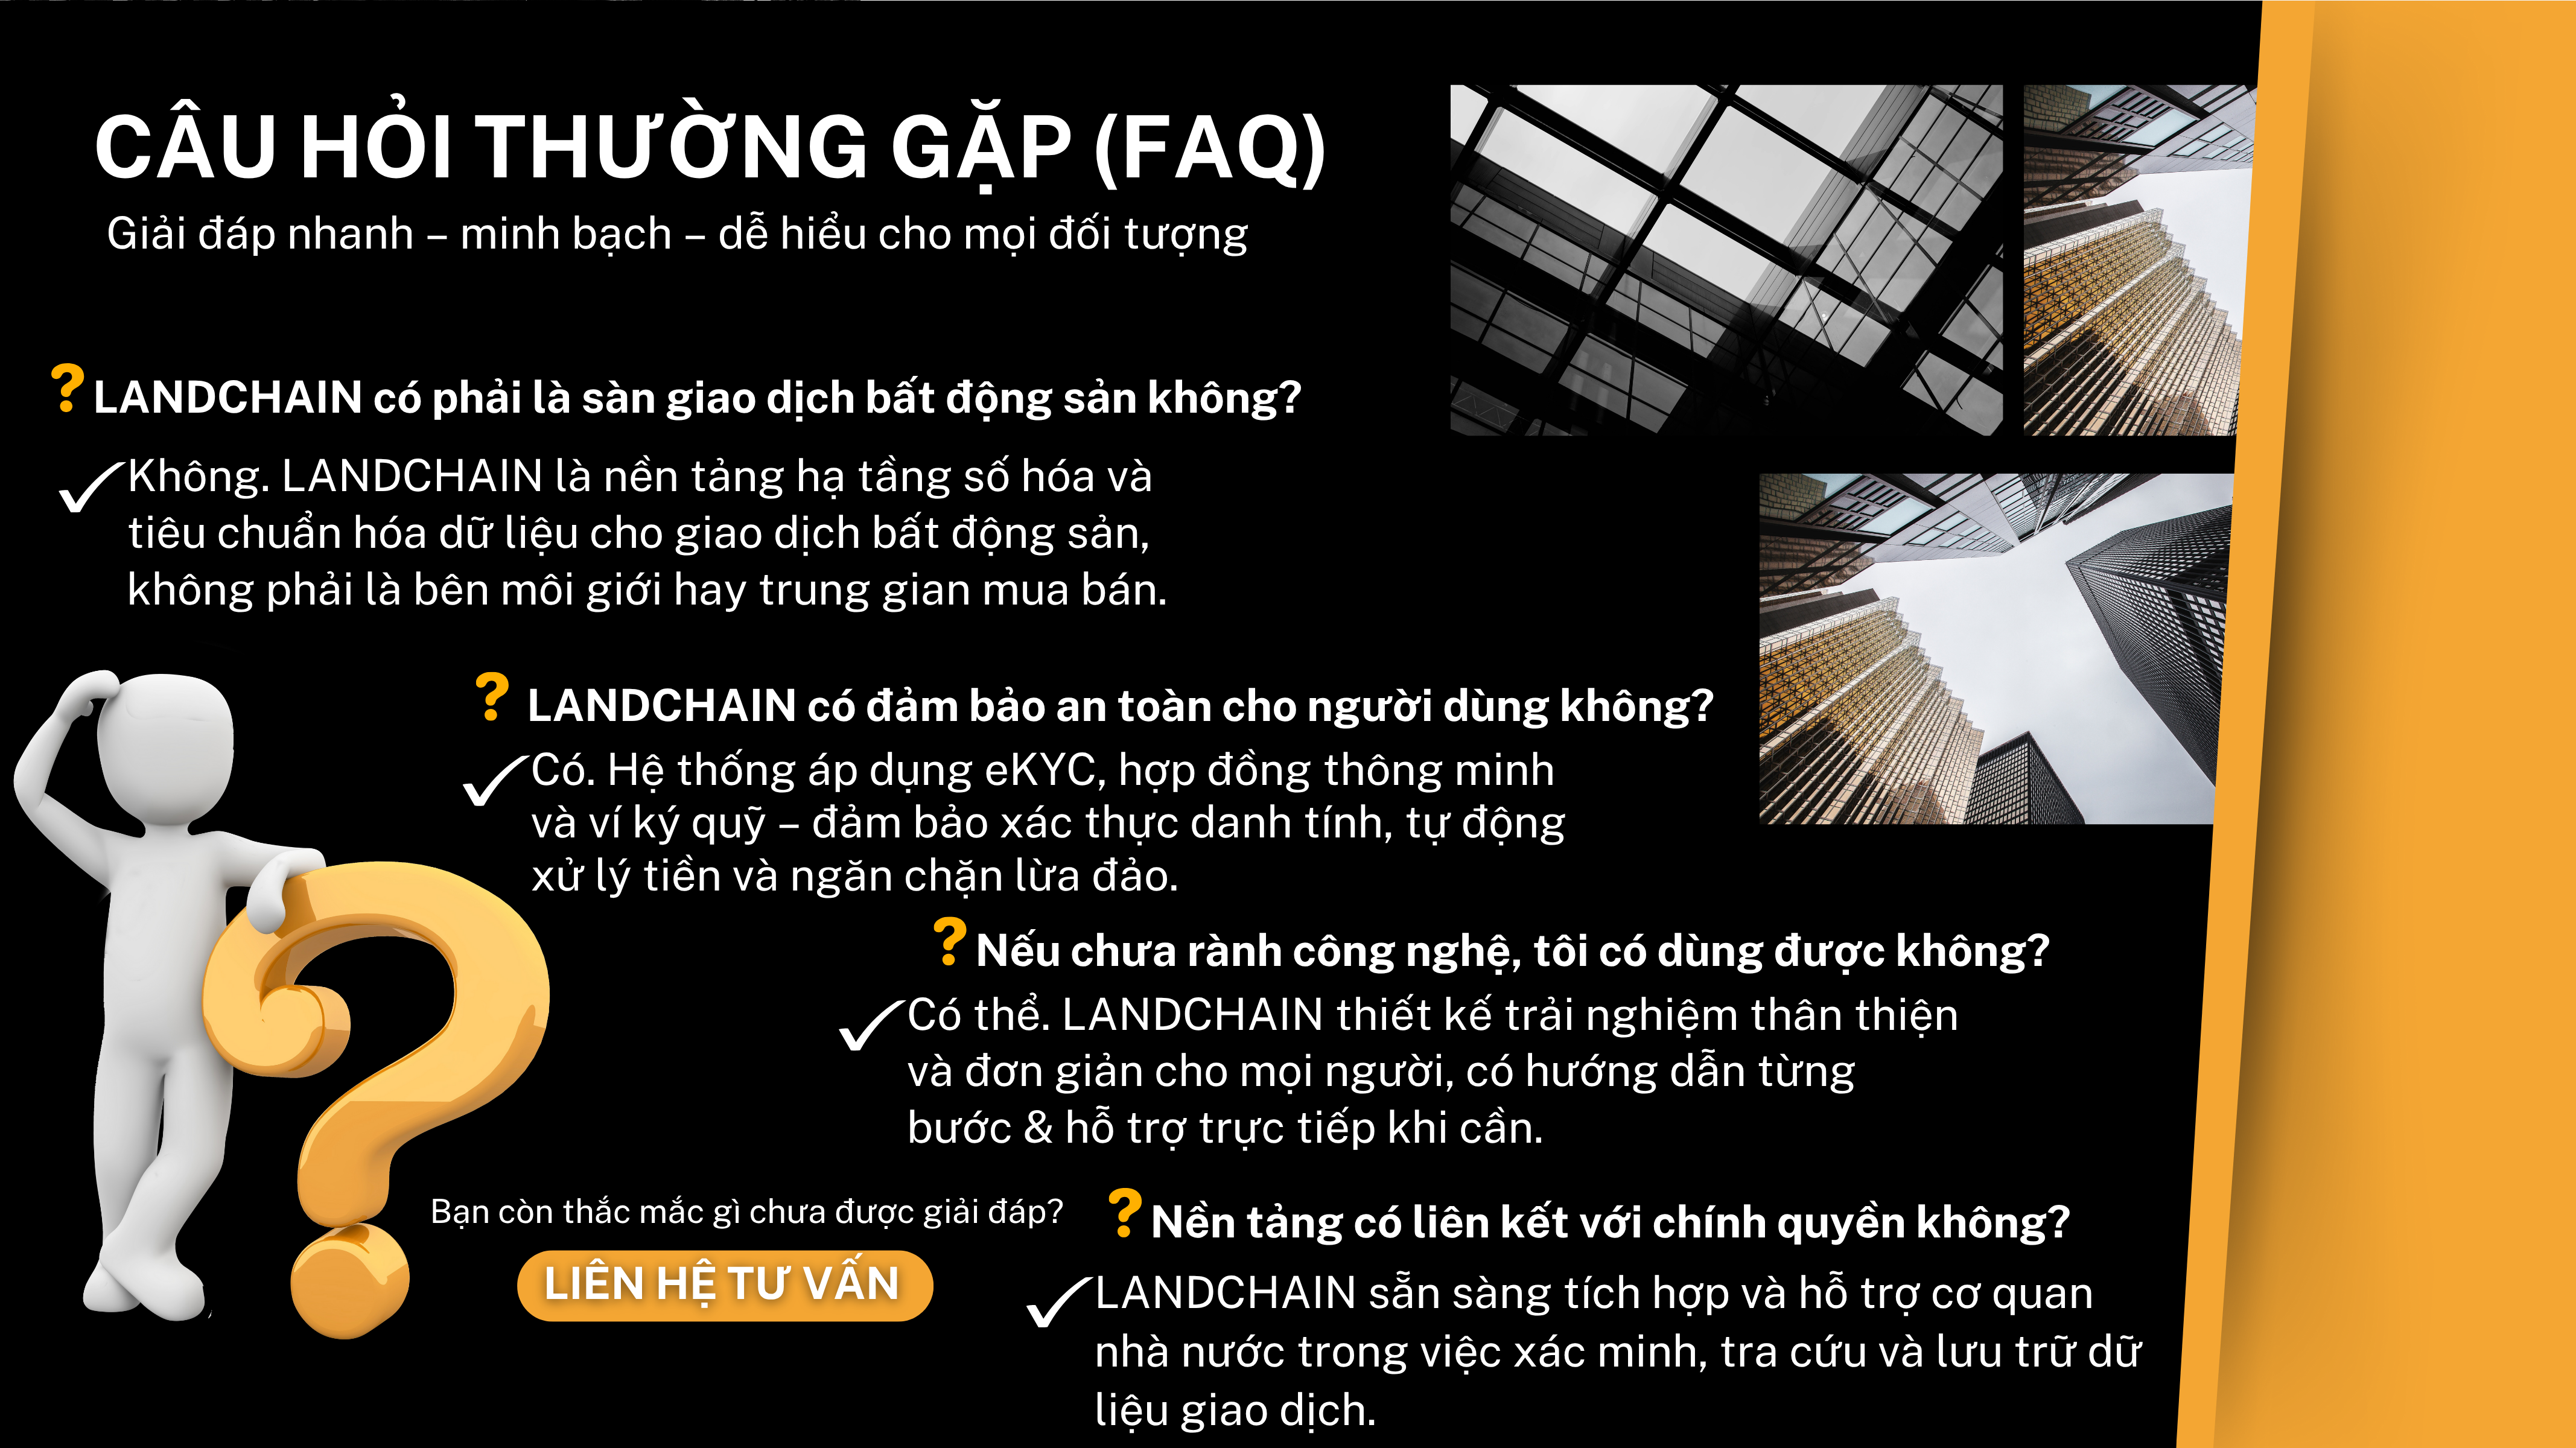 CÂU HỎI THƯỜNG GẶP (FAQ)
Giải đáp nhanh – minh bạch – dễ hiểu cho mọi đối tượng
? LANDCHAIN có phải là sàn giao dịch bất động sản không?
✓ Không. LANDCHAIN là nền tảng hạ tầng số hóa và
tiêu chuẩn hóa dữ liệu cho giao dịch bất động sản,
không phải là bên môi giới hay trung gian mua bán.
? LANDCHAIN có đảm bảo an toàn cho người dùng không?
✓ Có. Hệ thống áp dụng eKYC, hợp đồng thông minh
và ví ký quỹ – đảm bảo xác thực danh tính, tự động
xử lý tiền và ngăn chặn lừa đảo.
? Nếu chưa rành công nghệ, tôi có dùng được không?
✓ Có thể. LANDCHAIN thiết kế trải nghiệm thân thiện
và đơn giản cho mọi người, có hướng dẫn từng
bước & hỗ trợ trực tiếp khi cần.
? Nền tảng có liên kết với chính quyền không?
✓ LANDCHAIN sẵn sàng tích hợp và hỗ trợ cơ quan
nhà nước trong việc xác minh, tra cứu và lưu trữ dữ
liệu giao dịch.
Bạn còn thắc mắc gì chưa được giải đáp?
LIÊN HỆ TƯ VẤN